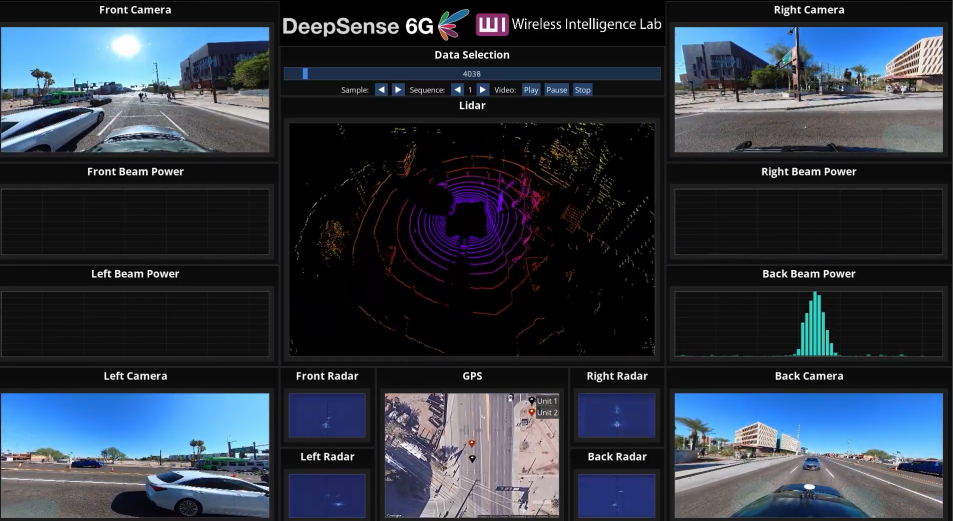 Front Camera
DeepSense 6G
WI Wireless Intelligence Lab
Right Camera
Data Selection
4038
Sample: ◀ ▶ Sequence: ◀ 1 ▶ Video: Play Pause Stop
Lidar
Front Beam Power
Right Beam Power
Left Beam Power
Back Beam Power
Left Camera
Front Radar
GPS
Right Radar
Back Camera
Unit 1
Unit 2
Left Radar
Back Radar
Google